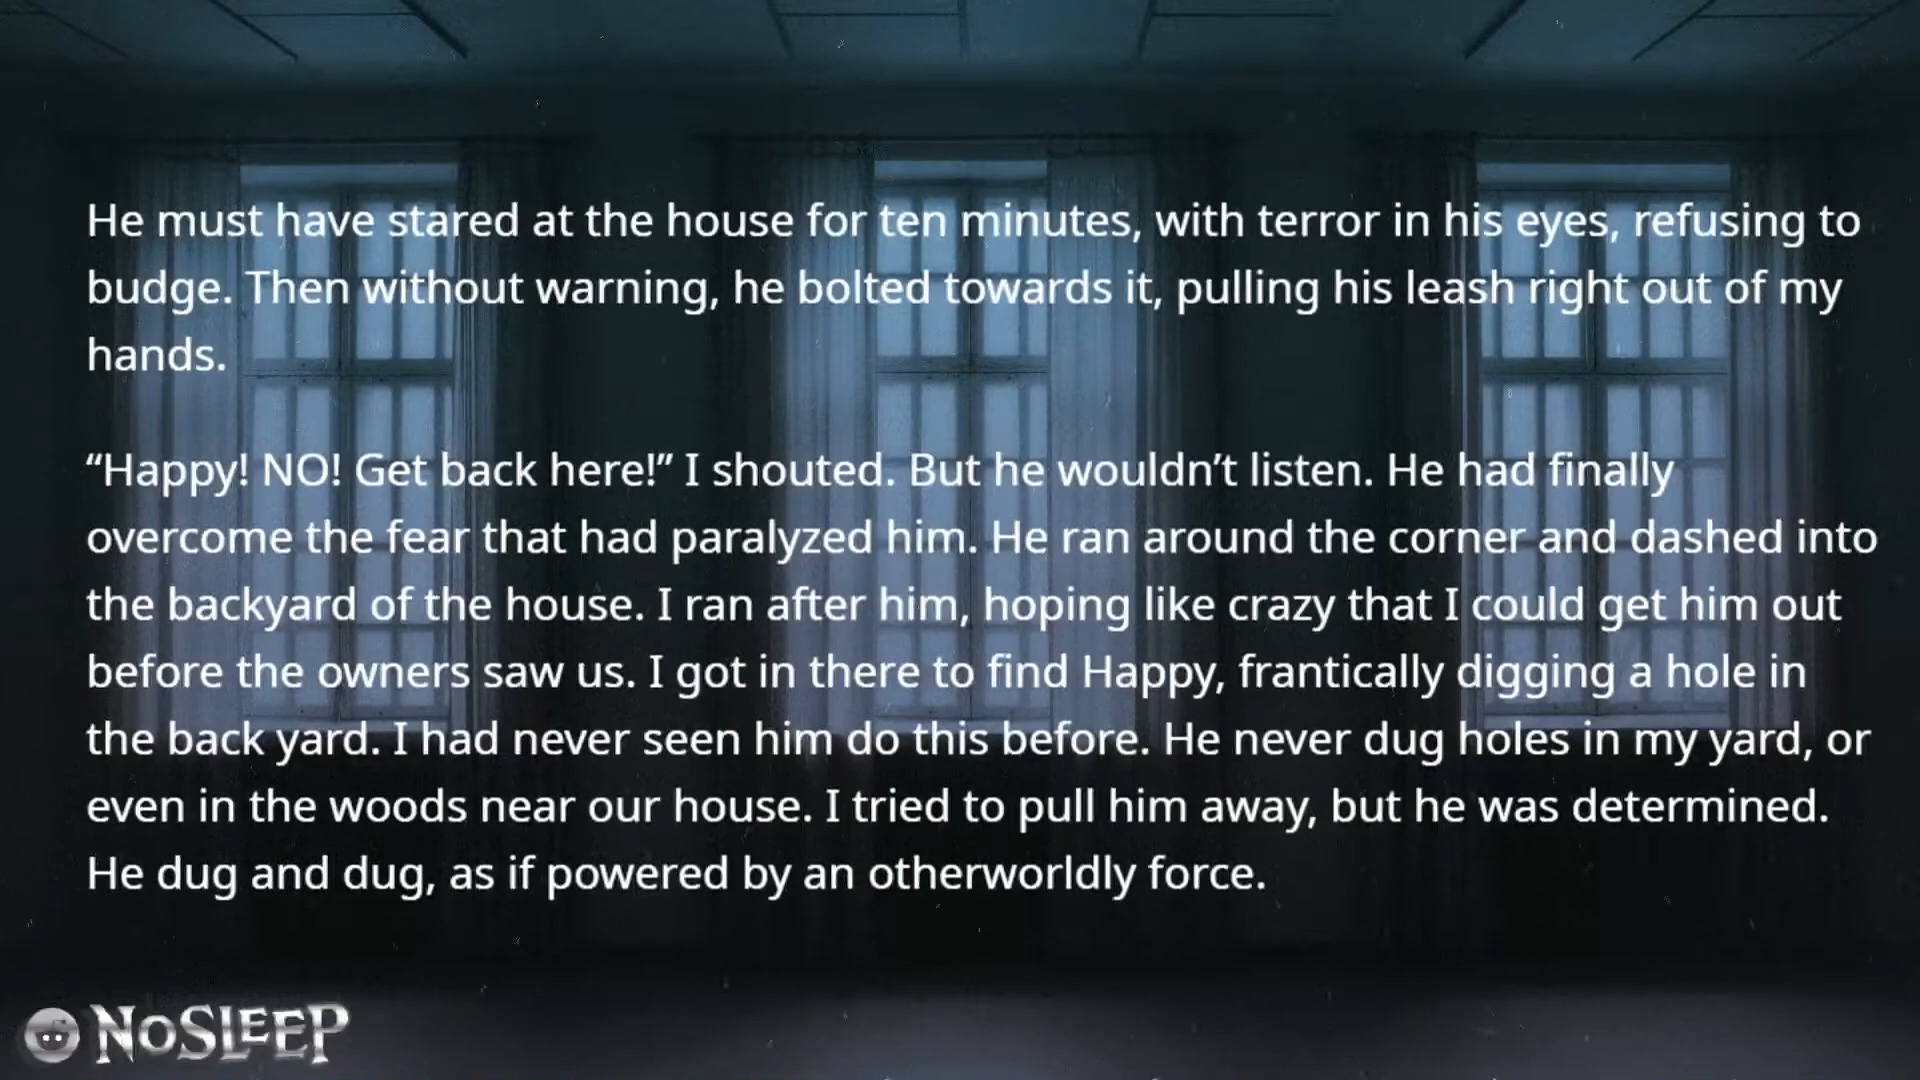 He must have stared at the house for ten minutes, with terror in his eyes, refusing to
budge. Then without warning, he bolted towards it, pulling his leash right out of my
hands.
“Happy! NO! Get back here!” I shouted. But he wouldn’t listen. He had finally
overcome the fear that had paralyzed him. He ran around the corner and dashed into
the backyard of the house. I ran after him, hoping like crazy that I could get him out
before the owners saw us. I got in there to find Happy, frantically digging a hole in
the back yard. I had never seen him do this before. He never dug holes in my yard, or
even in the woods near our house. I tried to pull him away, but he was determined.
He dug and dug, as if powered by an otherworldly force.
NOSLEEP